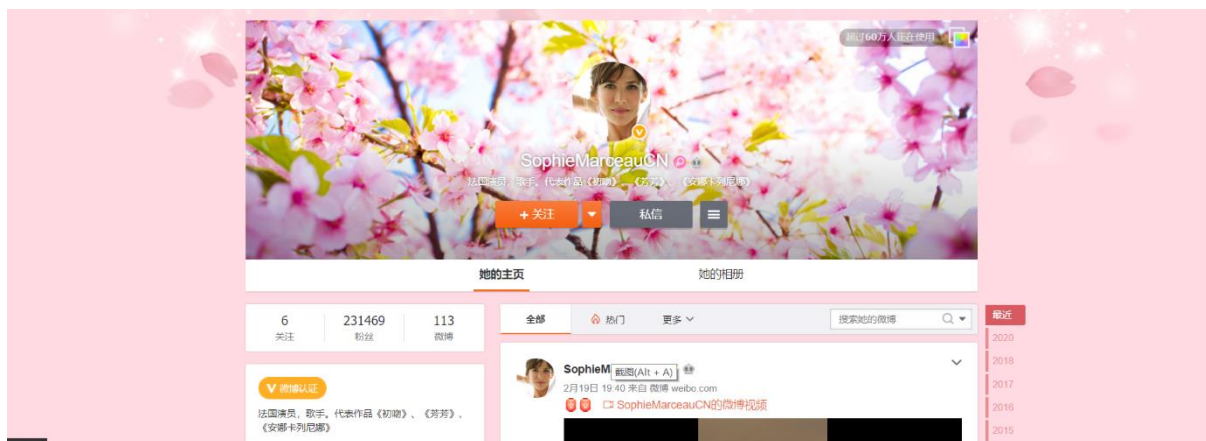 超过60万人正在使用
SophieMarceauCN
法国演员，歌手。代表作品《初吻》、《芳芳》、《安娜卡列尼娜》
+关注
私信
她的主页
她的相册
6
关注
231469
粉丝
113
微博
V 微博认证
法国演员，歌手。代表作品《初吻》、《芳芳》、
《安娜卡列尼娜》
全部
热门
更多
搜索她的微博
SophieM
截图(Alt + A)
2月19日 19:40 来自 微博 weibo.com
SophieMarceauCN的微博视频
最近
2020
2018
2017
2016
2015